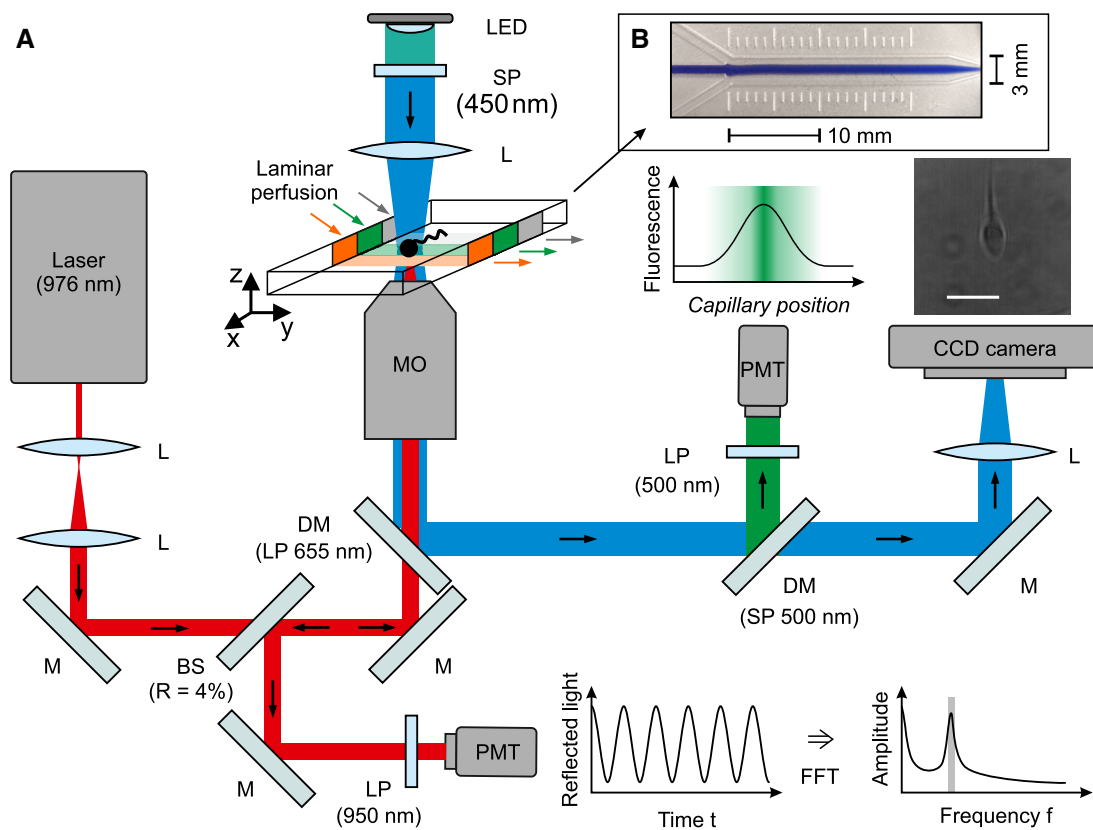 A
LED
SP
(450 nm)
L
Laminar
perfusion
B
3 mm
10 mm
Laser
(976 nm)
z
x
y
MO
Fluorescence
Capillary position
PMT
CCD camera
L
L
LP
(500 nm)
L
DM
(LP 655 nm)
DM
(SP 500 nm)
M
M
BS
(R = 4%)
M
M
LP
(950 nm)
PMT
Reflected light
Time t
⇒
FFT
Amplitude
Frequency f